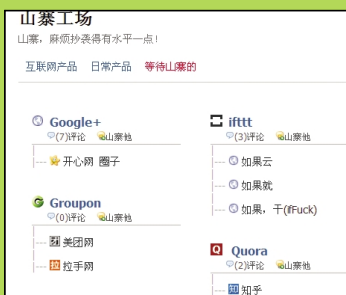 山寨工场
山寨，麻烦抄袭得有水平一点！
互联网产品 日常产品 等待山寨的
Google+
(7)评论 山寨他
开心网 圈子
Groupon
(0)评论 山寨他
美团网
拉手网
ifttt
(3)评论 山寨他
如果云
如果就
如果，干(ifFuck)
Quora
(2)评论 山寨他
知乎